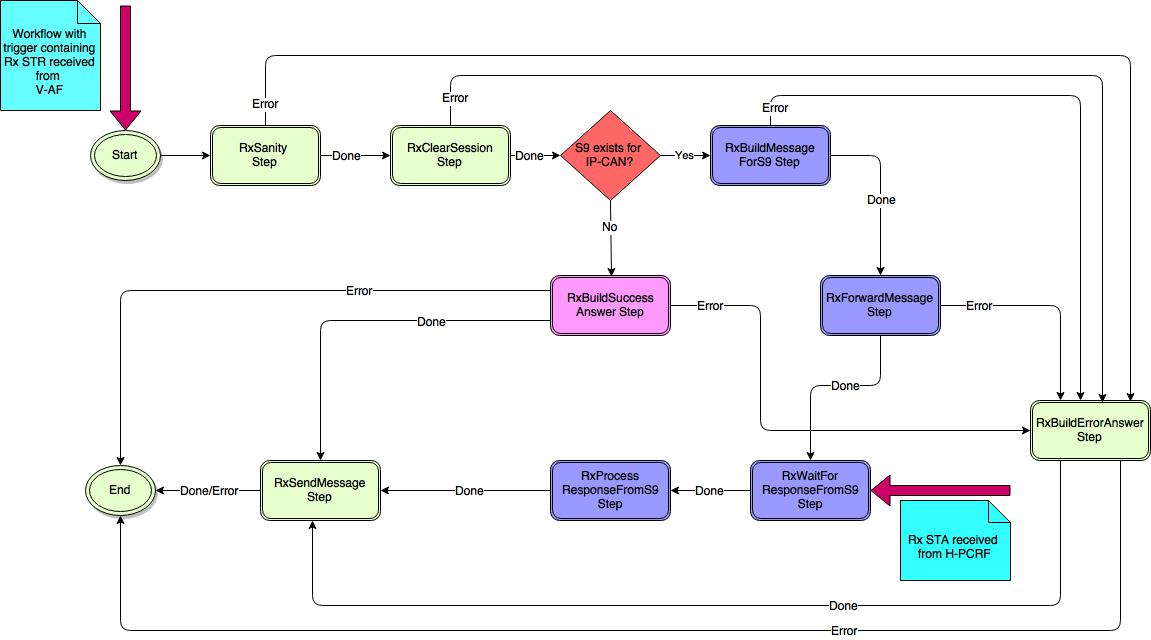 Workflow with
trigger containing
Rx STR received
from
V-AF
Error
Error
Error
Start
RxSanity
Step
Done
RxClearSession
Step
Done
S9 exists for
IP-CAN?
Yes
RxBuildMessage
ForS9 Step
Done
No
Error
RxBuildSuccess
Answer Step
Error
RxForwardMessage
Step
Error
Done
Done
RxBuildErrorAnswer
Step
End
Done/Error
RxSendMessage
Step
Done
RxProcess
ResponseFromS9
Step
Done
RxWaitFor
ResponseFromS9
Step
Rx STA received
from H-PCRF
Done
Error